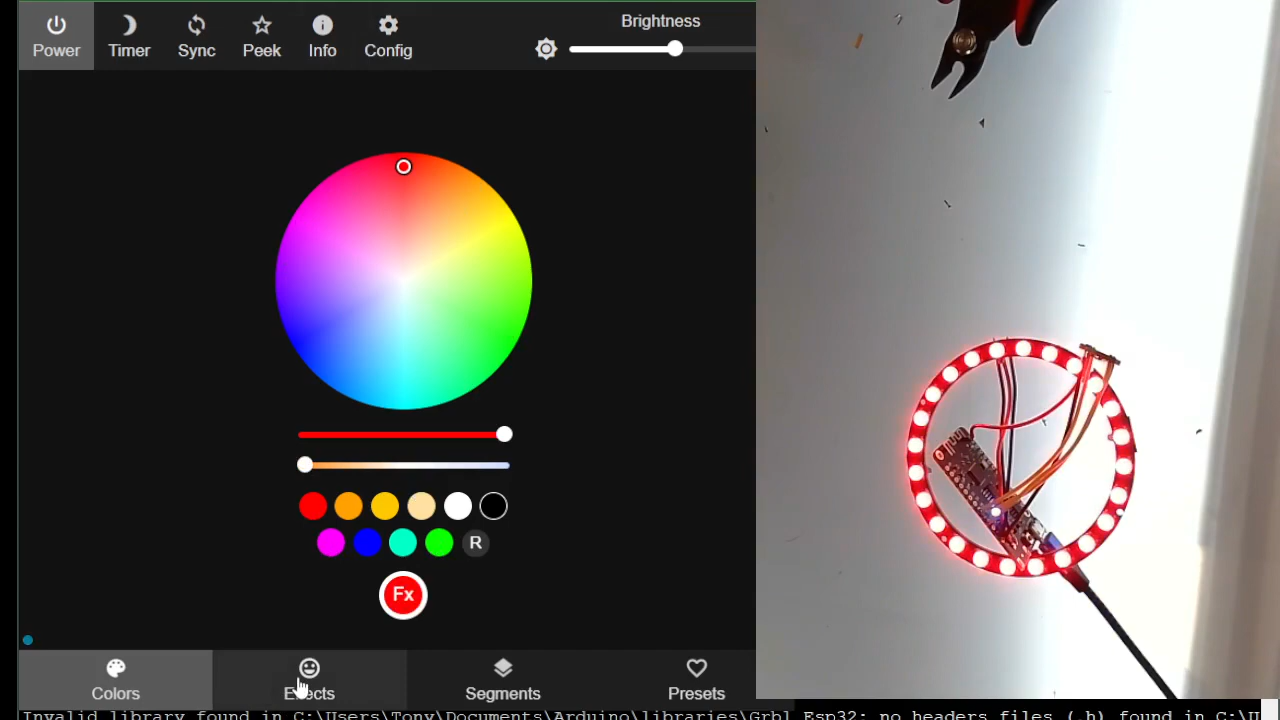 Brightness
Power Timer Sync Peek Info Config
R
Fx
Colors Effects Segments Presets
Invalid library found in C:\Users\Tony\Documents\Arduino\libraries\Grbl_Esp32: no headers files (.h) found in C:\U